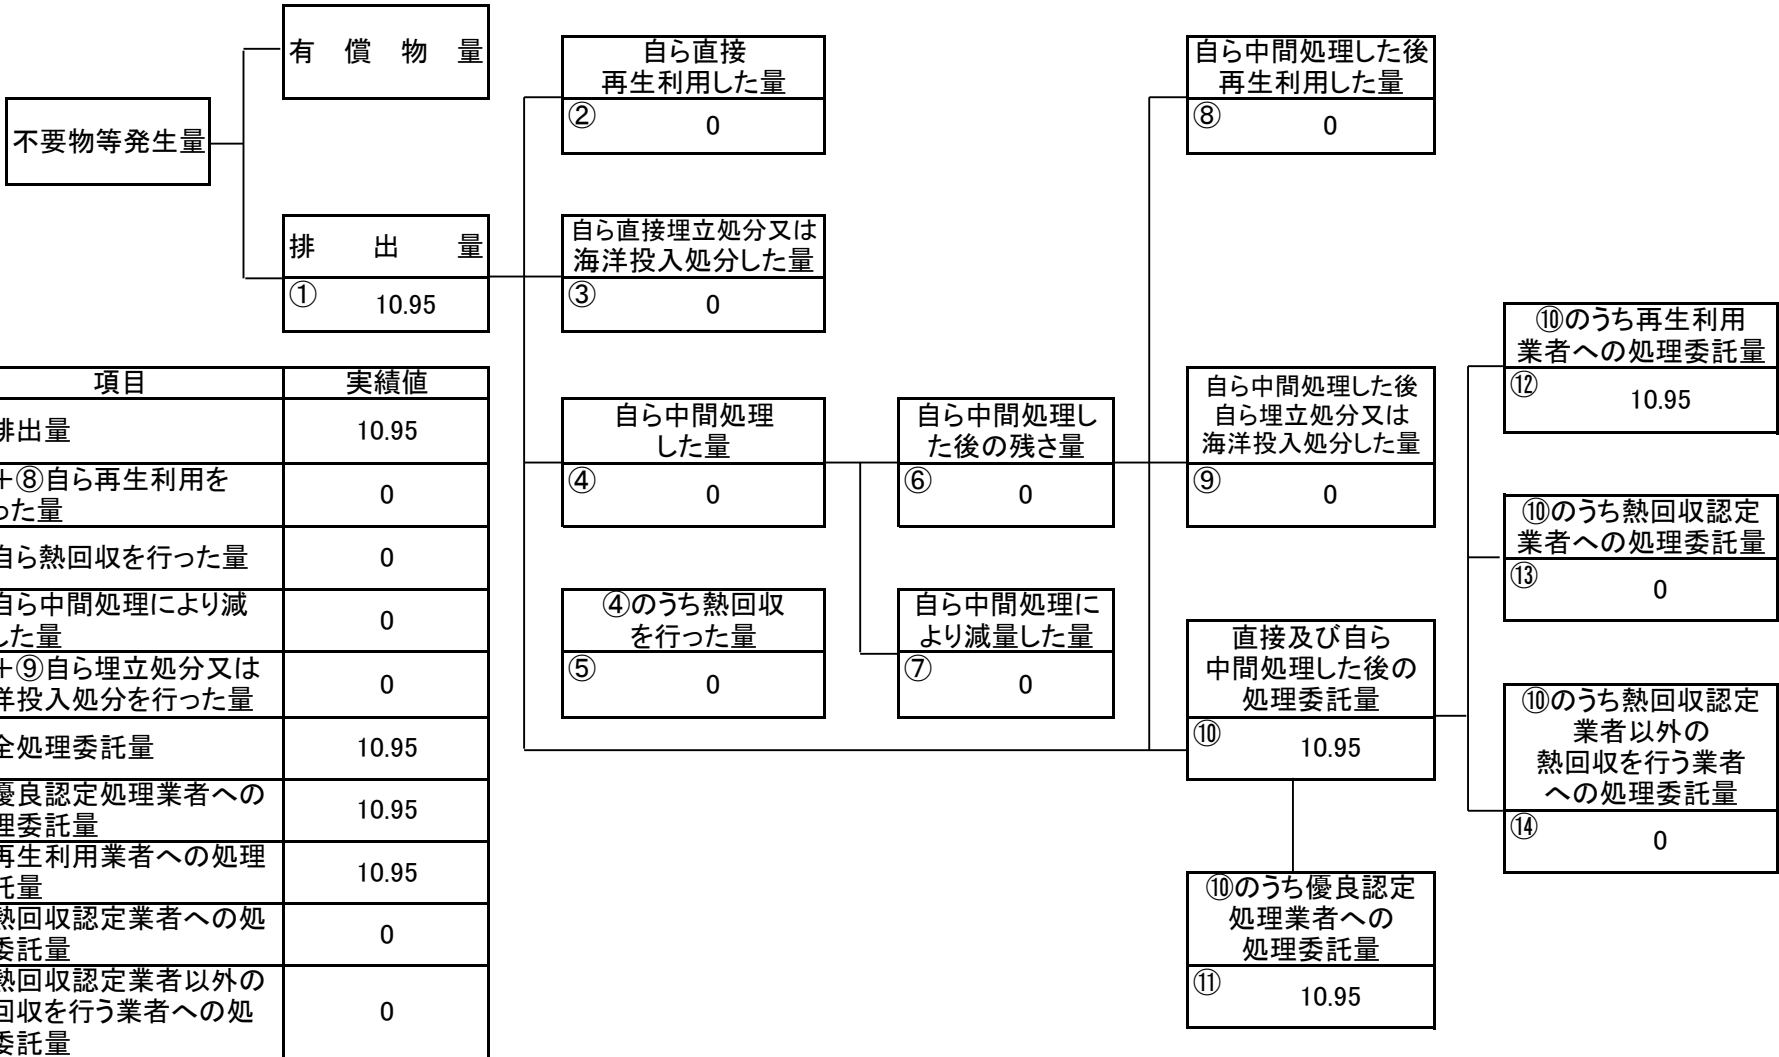 有償物量
不要物等発生量
排出量
①
10.95
自ら直接
再生利用した量
②
0
自ら直接埋立処分又は
海洋投入処分した量
③
0
自ら中間処理
した量
④
0
④のうち熱回収
を行った量
⑤
0
自ら中間処理し
た後の残さ量
⑥
0
自ら中間処理に
より減量した量
⑦
0
自ら中間処理した後
再生利用した量
⑧
0
自ら中間処理した後
自ら埋立処分又は
海洋投入処分した量
⑨
0
直接及び自ら
中間処理した後の
処理委託量
⑩
10.95
⑩のうち優良認定
処理業者への
処理委託量
⑪
10.95
⑩のうち再生利用
業者への処理委託量
⑫
10.95
⑩のうち熱回収認定
業者への処理委託量
⑬
0
⑩のうち熱回収認定
業者以外の
熱回収を行う業者
への処理委託量
⑭
0
項目
実績値
排出量
10.95
+⑧自ら再生利用を
った量
0
自ら熱回収を行った量
0
自ら中間処理により減
した量
0
+⑨自ら埋立処分又は
洋投入処分を行った量
0
全処理委託量
10.95
優良認定処理業者への
理委託量
10.95
再生利用業者への処理
託量
10.95
熱回収認定業者への処
委託量
0
熱回収認定業者以外の
回収を行う業者への処
委託量
0